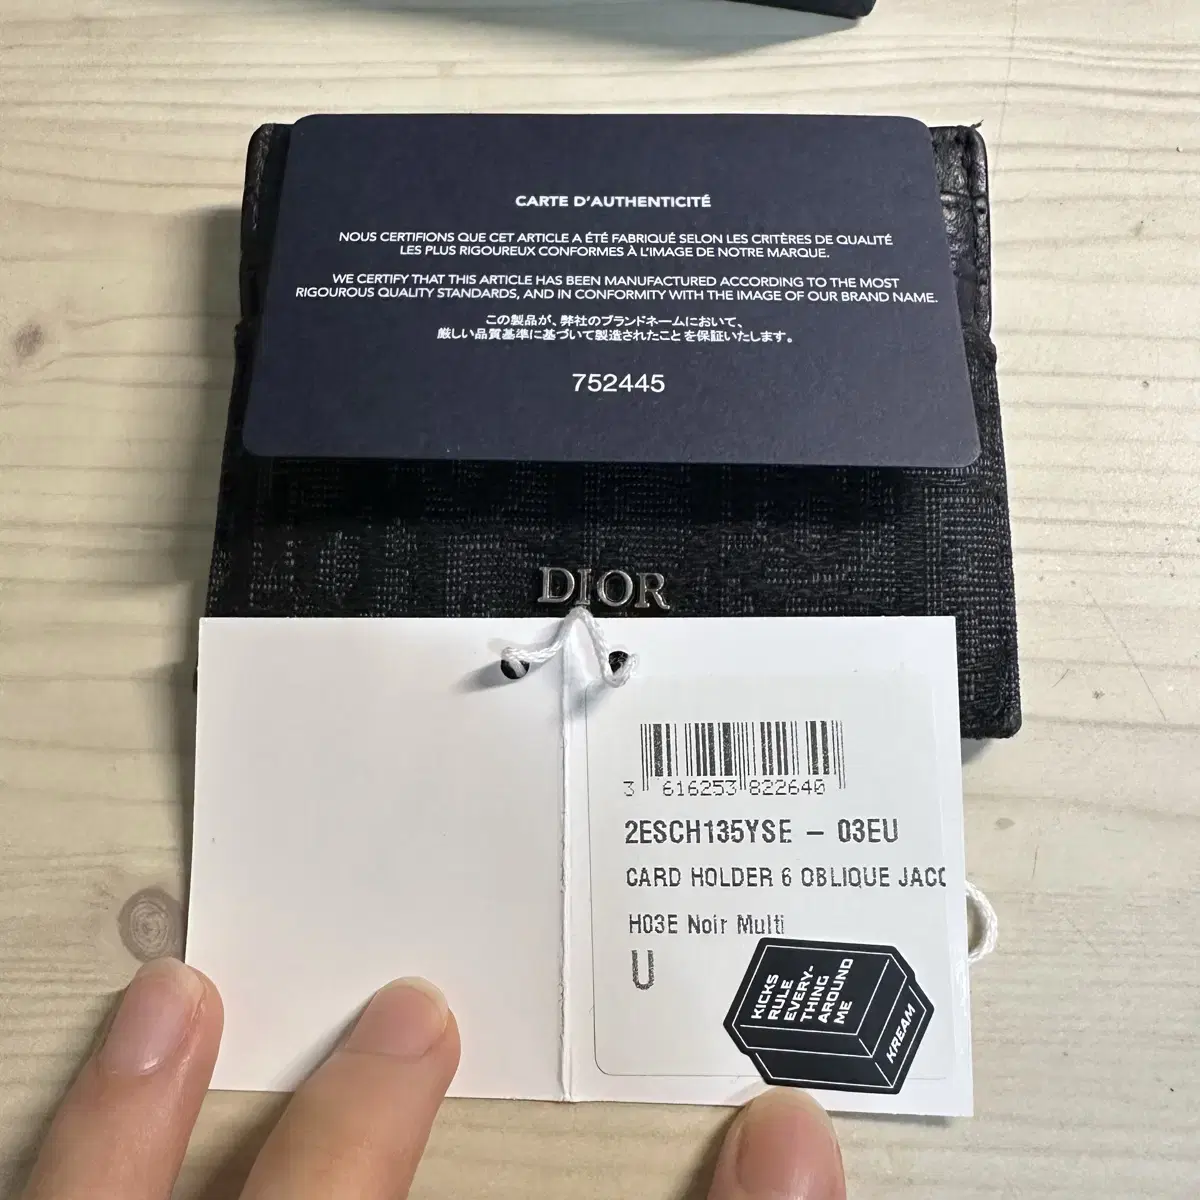 CARTE D'AUTHENTICITÉ
NOUS CERTIFIONS QUE CET ARTICLE A ÉTÉ FABRIQUÉ SELON LES CRITÈRES DE QUALITÉ
LES PLUS RIGOUREUX CONFORMES À L'IMAGE DE NOTRE MARQUE.
WE CERTIFY THAT THIS ARTICLE HAS BEEN MANUFACTURED ACCORDING TO THE MOST
RIGOUROUS QUALITY STANDARDS, AND IN CONFORMITY WITH THE IMAGE OF OUR BRAND NAME.
この製品が、弊社のブランドネームにおいて、
厳しい品質基準に基づいて製造されたことを保証いたします。
752445
DIOR
3 616253 822640
2ESCH135YSE - 03EU
CARD HOLDER 6 OBLIQUE JACQ
H03E Noir Multi
U
KICKS
RULE
EVERY-
THING
AROUND
ME
KREAM